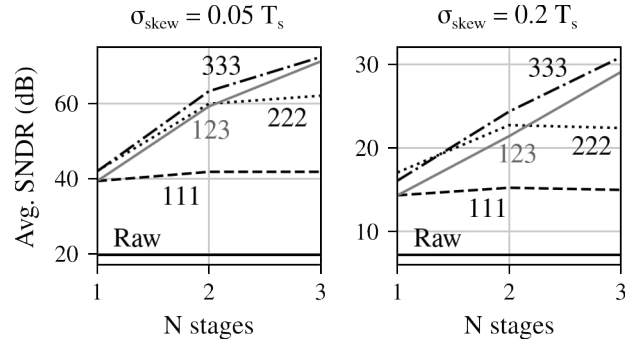 σskew = 0.05 Ts
σskew = 0.2 Ts
Avg. SNDR (dB)
60
40
20
333
222
123
111
Raw
1 2 3
N stages
30
20
10
333
222
123
111
Raw
1 2 3
N stages